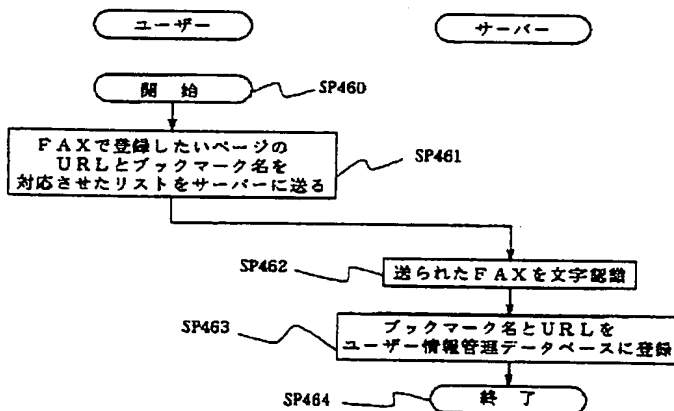 ユーザー
サーバー
開 始
SP460
FAXで登録したいページの
URLとブックマーク名を
対応させたリストをサーバーに送る
SP461
SP462
送られたFAXを文字認識
SP463
ブックマーク名とURLを
ユーザー情報管理データベースに登録
SP464
終 了